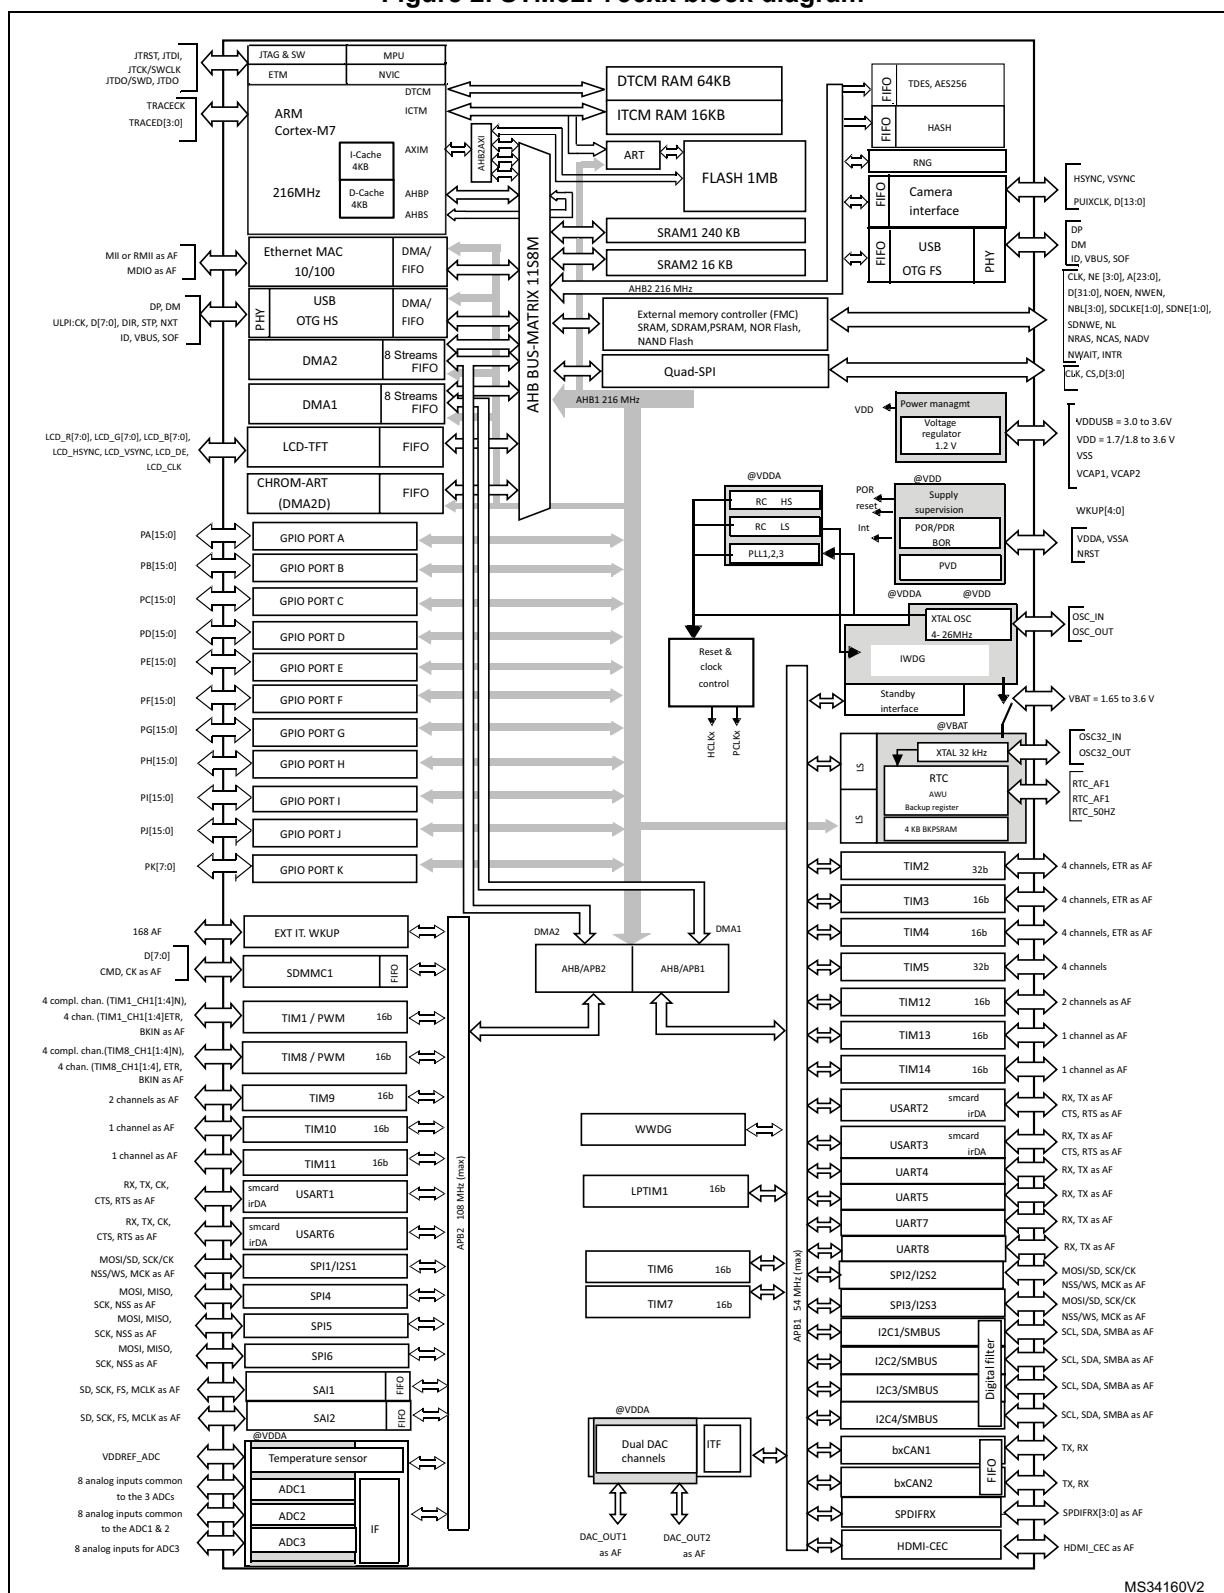 JTRST, JTDI,
JTCK/SWCLK
JTDO/SWD, JTDO
TRACECK
TRACED[3:0]
JTAG & SW
MPU
ETM
NVIC
ARM
Cortex-M7
216MHz
I-Cache
4KB
D-Cache
4KB
DTCM
ICTM
AXIM
AHBP
AHBS
AHB2AXI
DTCM RAM 64KB
ITCM RAM 16KB
ART
FLASH 1MB
SRAM1 240 KB
SRAM2 16 KB
AHB2 216 MHz
External memory controller (FMC)
SRAM, SDRAM,PSRAM, NOR Flash,
NAND Flash
Quad-SPI
AHB1 216 MHz
AHB BUS-MATRIX 11S8M
FIFO
TDES, AES256
FIFO
HASH
RNG
FIFO
Camera
interface
FIFO
USB
OTG FS
PHY
HSYNC, VSYNC
PUIXCLK, D[13:0]
DP
DM
ID, VBUS, SOF
CLK, NE [3:0], A[23:0],
D[31:0], NOEN, NWEN,
NBL[3:0], SDCLKE[1:0], SDNE[1:0],
SDNWE, NL
NRAS, NCAS, NADV
NWAIT, INTR
CLK, CS,D[3:0]
MII or RMII as AF
MDIO as AF
Ethernet MAC
10/100
DMA/
FIFO
DP, DM
ULPI:CK, D[7:0], DIR, STP, NXT
ID, VBUS, SOF
PHY
USB
OTG HS
DMA/
FIFO
DMA2
8 Streams
FIFO
DMA1
8 Streams
FIFO
LCD_R[7:0], LCD_G[7:0], LCD_B[7:0],
LCD_HSYNC, LCD_VSYNC, LCD_DE,
LCD_CLK
LCD-TFT
FIFO
CHROM-ART
(DMA2D)
FIFO
VDD
Power managmt
Voltage
regulator
1.2 V
VDDUSB = 3.0 to 3.6V
VDD = 1.7/1.8 to 3.6 V
VSS
VCAP1, VCAP2
@VDDA
RC HS
RC LS
PLL1,2,3
@VDD
POR
reset
Int
Supply
supervision
POR/PDR
BOR
PVD
WKUP[4:0]
VDDA, VSSA
NRST
@VDDA
@VDD
XTAL OSC
4- 26MHz
IWDG
OSC_IN
OSC_OUT
Reset &
clock
control
HCLKx
PCLKx
Standby
interface
VBAT = 1.65 to 3.6 V
@VBAT
LS
LS
XTAL 32 kHz
RTC
AWU
Backup register
4 KB BKPSRAM
OSC32_IN
OSC32_OUT
RTC_AF1
RTC_AF1
RTC_50HZ
PA[15:0]
GPIO PORT A
PB[15:0]
GPIO PORT B
PC[15:0]
GPIO PORT C
PD[15:0]
GPIO PORT D
PE[15:0]
GPIO PORT E
PF[15:0]
GPIO PORT F
PG[15:0]
GPIO PORT G
PH[15:0]
GPIO PORT H
PI[15:0]
GPIO PORT I
PJ[15:0]
GPIO PORT J
PK[7:0]
GPIO PORT K
DMA2
DMA1
AHB/APB2
AHB/APB1
168 AF
EXT IT. WKUP
D[7:0]
CMD, CK as AF
SDMMC1
FIFO
4 compl. chan. (TIM1_CH1[1:4]N),
4 chan. (TIM1_CH1[1:4]ETR,
BKIN as AF
TIM1 / PWM 16b
4 compl. chan.(TIM8_CH1[1:4]N),
4 chan. (TIM8_CH1[1:4], ETR,
BKIN as AF
TIM8 / PWM 16b
2 channels as AF
TIM9 16b
1 channel as AF
TIM10 16b
1 channel as AF
TIM11 16b
RX, TX, CK,
CTS, RTS as AF
smcard
irDA
USART1
RX, TX, CK,
CTS, RTS as AF
smcard
irDA
USART6
MOSI/SD, SCK/CK
NSS/WS, MCK as AF
SPI1/I2S1
MOSI, MISO,
SCK, NSS as AF
SPI4
MOSI, MISO,
SCK, NSS as AF
SPI5
MOSI, MISO,
SCK, NSS as AF
SPI6
SD, SCK, FS, MCLK as AF
SAI1
FIFO
SD, SCK, FS, MCLK as AF
SAI2
FIFO
@VDDA
VDDREF_ADC
Temperature sensor
8 analog inputs common
to the 3 ADCs
ADC1
8 analog inputs common
to the ADC1 & 2
ADC2
8 analog inputs for ADC3
ADC3
IF
APB2 108 MHz (max)
WWDG
LPTIM1 16b
TIM6 16b
TIM7 16b
@VDDA
Dual DAC
channels
ITF
DAC_OUT1
as AF
DAC_OUT2
as AF
APB1 54 MHz (max)
TIM2 32b
4 channels, ETR as AF
TIM3 16b
4 channels, ETR as AF
TIM4 16b
4 channels, ETR as AF
TIM5 32b
4 channels
TIM12 16b
2 channels as AF
TIM13 16b
1 channel as AF
TIM14 16b
1 channel as AF
USART2
smcard
irDA
RX, TX as AF
CTS, RTS as AF
USART3
smcard
irDA
RX, TX as AF
CTS, RTS as AF
UART4
RX, TX as AF
UART5
RX, TX as AF
UART7
RX, TX as AF
UART8
RX, TX as AF
SPI2/I2S2
MOSI/SD, SCK/CK
NSS/WS, MCK as AF
SPI3/I2S3
MOSI/SD, SCK/CK
NSS/WS, MCK as AF
I2C1/SMBUS
SCL, SDA, SMBA as AF
I2C2/SMBUS
SCL, SDA, SMBA as AF
I2C3/SMBUS
SCL, SDA, SMBA as AF
I2C4/SMBUS
SCL, SDA, SMBA as AF
Digital filter
bxCAN1
TX, RX
bxCAN2
TX, RX
FIFO
SPDIFRX
SPDIFRX[3:0] as AF
HDMI-CEC
HDMI_CEC as AF
MS34160V2